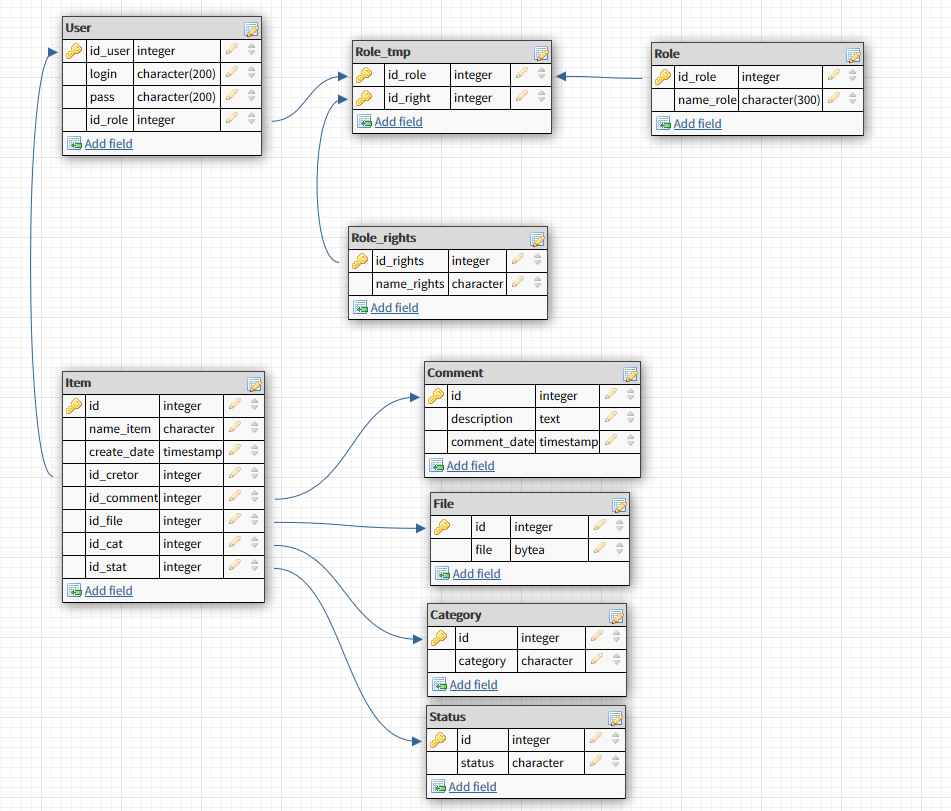 User
id_user integer
login character(200)
pass character(200)
id_role integer
Add field
Role_tmp
id_role integer
id_right integer
Add field
Role
id_role integer
name_role character(300)
Add field
Role_rights
id_rights integer
name_rights character
Add field
Item
id integer
name_item character
create_date timestamp
id_cretor integer
id_comment integer
id_file integer
id_cat integer
id_stat integer
Add field
Comment
id integer
description text
comment_date timestamp
Add field
File
id integer
file bytea
Add field
Category
id integer
category character
Add field
Status
id integer
status character
Add field